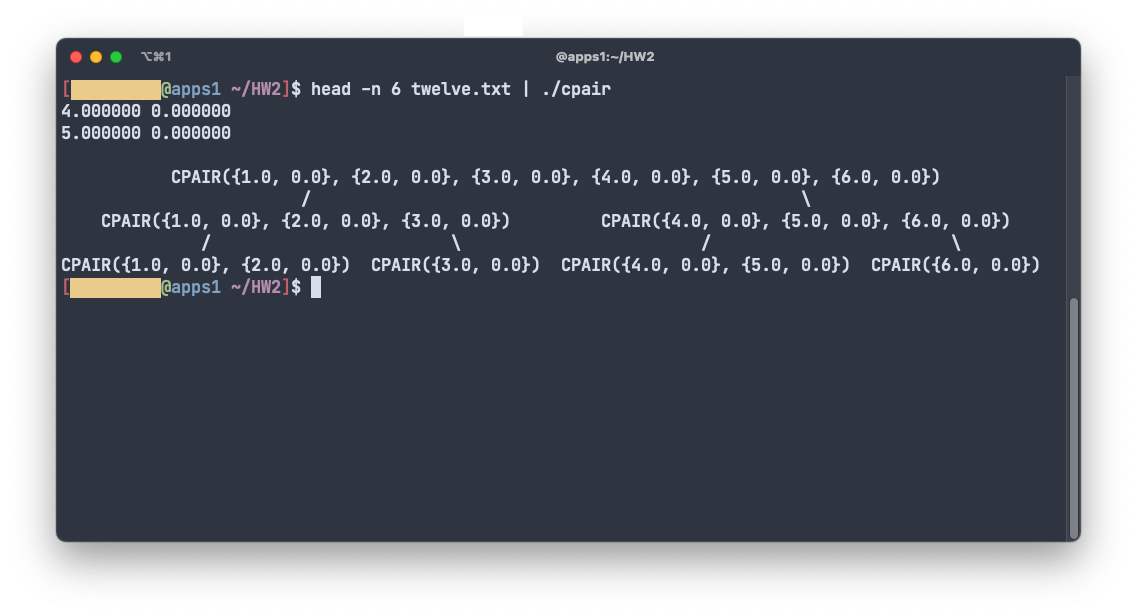 ⌥⌘1 @apps1:~/HW2
[@apps1 ~/HW2]$ head -n 6 twelve.txt | ./cpair
4.000000 0.000000
5.000000 0.000000
CPAIR({1.0, 0.0}, {2.0, 0.0}, {3.0, 0.0}, {4.0, 0.0}, {5.0, 0.0}, {6.0, 0.0})
/ \
CPAIR({1.0, 0.0}, {2.0, 0.0}, {3.0, 0.0}) CPAIR({4.0, 0.0}, {5.0, 0.0}, {6.0, 0.0})
/ \ / \
CPAIR({1.0, 0.0}, {2.0, 0.0}) CPAIR({3.0, 0.0}) CPAIR({4.0, 0.0}, {5.0, 0.0}) CPAIR({6.0, 0.0})
[@apps1 ~/HW2]$